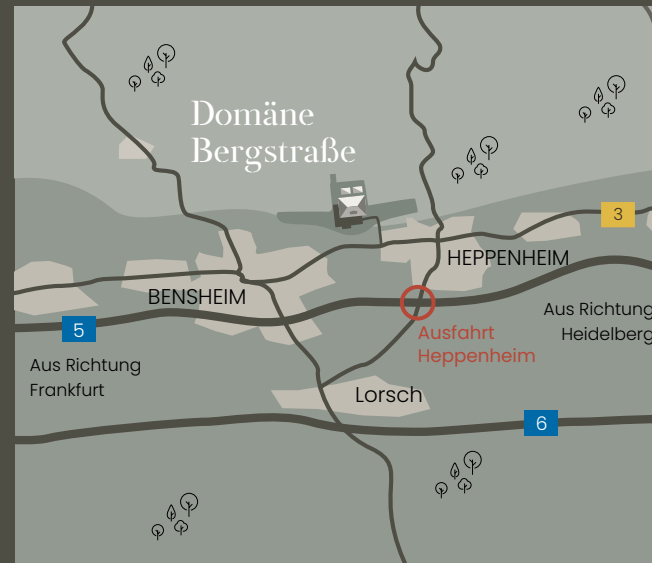 Domäne
Bergstraße
3
HEPPENHEIM
BENSHEIM
5
Aus Richtung
Frankfurt
Aus Richtung
Heidelberg
Ausfahrt
Heppenheim
Lorsch
6